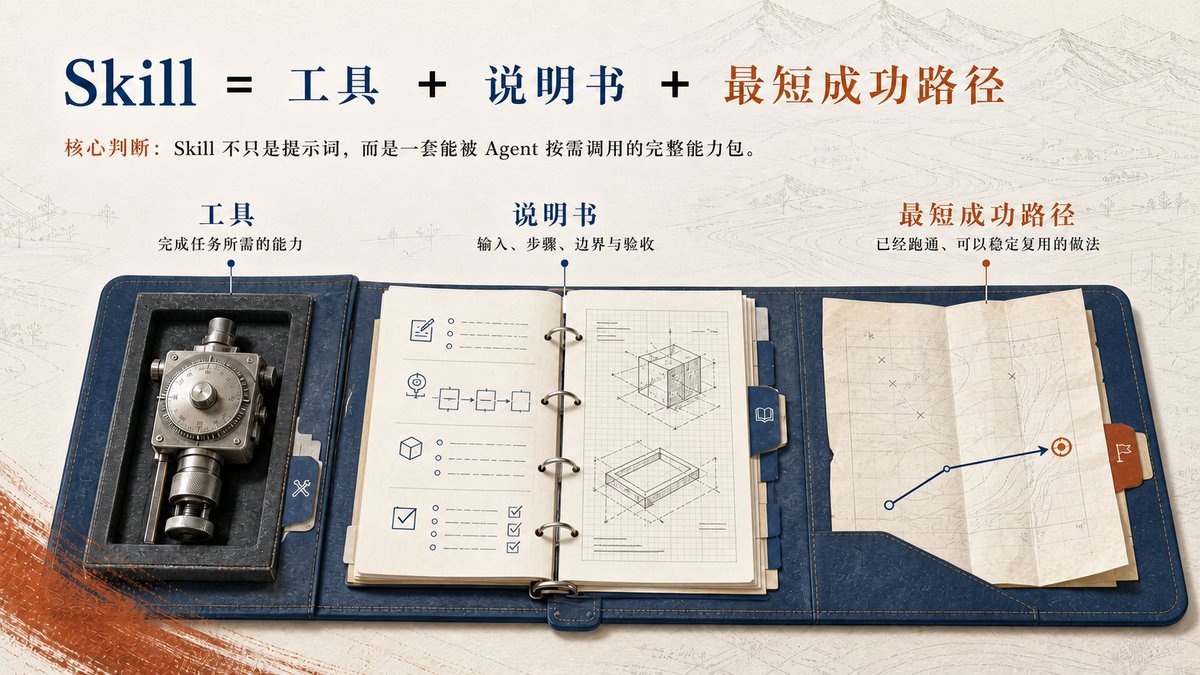 Skill = 工具 + 说明书 + 最短成功路径
核心判断：Skill 不只是提示词，而是一套能被 Agent 按需调用的完整能力包。
工具
完成任务所需的能力
说明书
输入、步骤、边界与验收
最短成功路径
已经跑通、可以稳定复用的做法